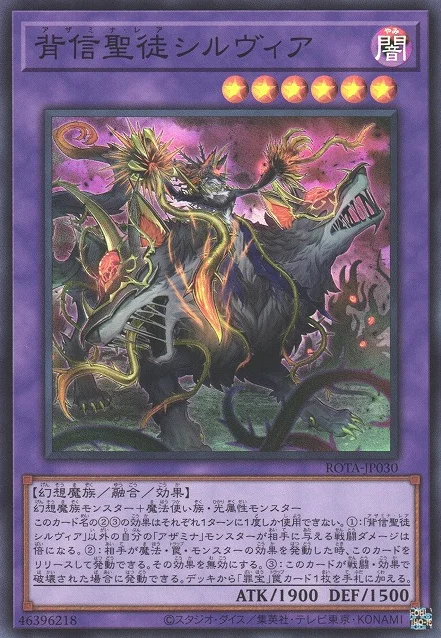 アザミナレア
背信聖徒シルヴィア
やみ
闇
ROTA-JP030
【幻想魔族／融合／効果】
幻想魔族モンスター＋魔法使い族・光属性モンスター
このカード名の②③の効果はそれぞれ1ターンに1度しか使用できない。①：「背信聖徒
シルヴィア」以外の自分の「アザミナ」モンスターが相手に与える戦闘ダメージは
倍になる。②：相手が魔法・罠・モンスターの効果を発動した時、このカードを
リリースして発動できる。その効果を無効にする。③：このカードが戦闘・効果で
破壊された場合に発動できる。デッキから「罪宝」罠カード1枚を手札に加える。
ATK/1900 DEF/1500
46396218
©スタジオ・ダイス／集英社・テレビ東京・KONAMI